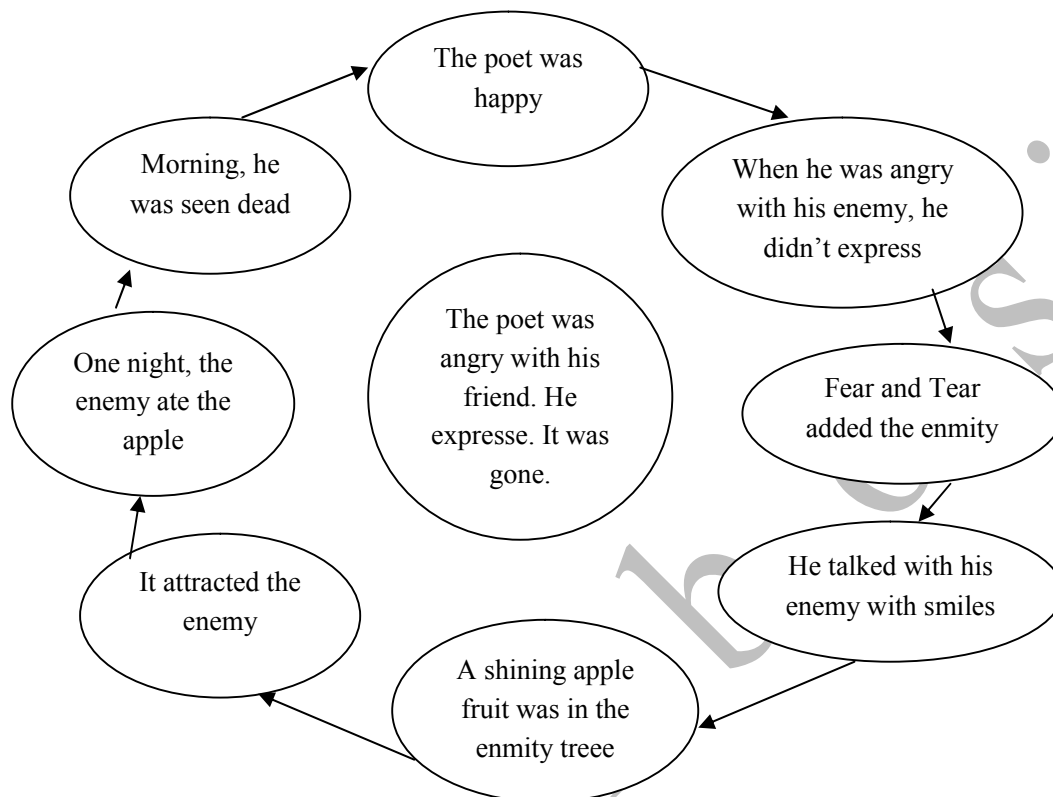 The poet was
happy
When he was angry
with his enemy, he
didn't express
Fear and Tear
added the enmity
He talked with his
enemy with smiles
A shining apple
fruit was in the
enmity treee
It attracted the
enemy
One night, the
enemy ate the
apple
Morning, he
was seen dead
The poet was
angry with his
friend. He
expresse. It was
gone.